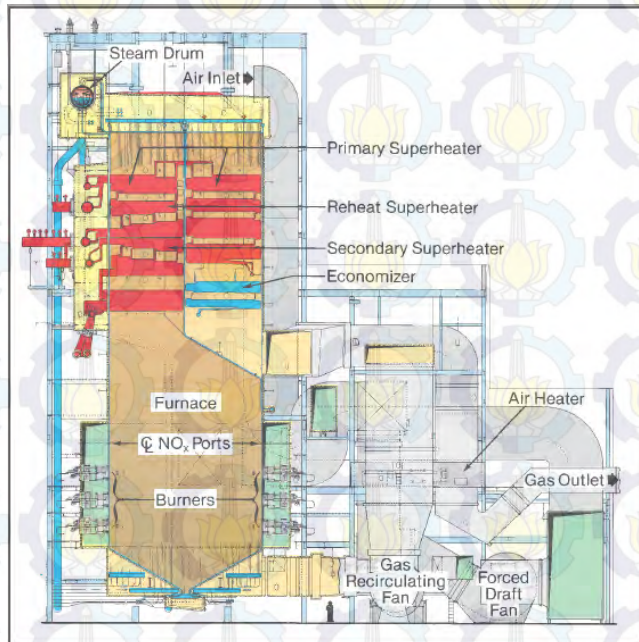 Steam Drum
Air Inlet
Primary Superheater
Reheat Superheater
Secondary Superheater
Economizer
Furnace
Air Heater
℄ NOx Ports
Gas Outlet
Burners
Gas
Recirculating
Fan
Forced
Draft
Fan